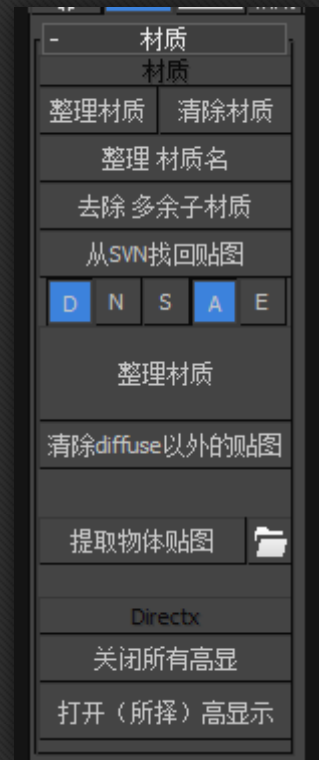 - 材质
材质
整理材质 清除材质
整理 材质名
去除 多余子材质
从SVN找回贴图
D N S A E
整理材质
清除diffuse以外的贴图
提取物体贴图
Directx
关闭所有高显
打开（所择）高显示